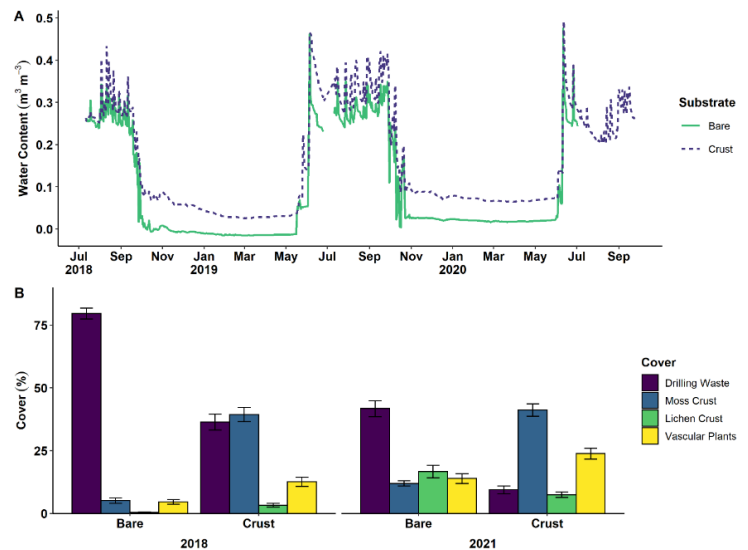 A
Water Content (m³ m⁻³)
0.5
0.4
0.3
0.2
0.1
0.0
Jul Sep Nov Jan Mar May Jul Sep Nov Jan Mar May Jul Sep
2018 2019 2020
Substrate
Bare
Crust
B
Cover (%)
75
50
25
0
Bare Crust Bare Crust
2018 2021
Cover
Drilling Waste
Moss Crust
Lichen Crust
Vascular Plants